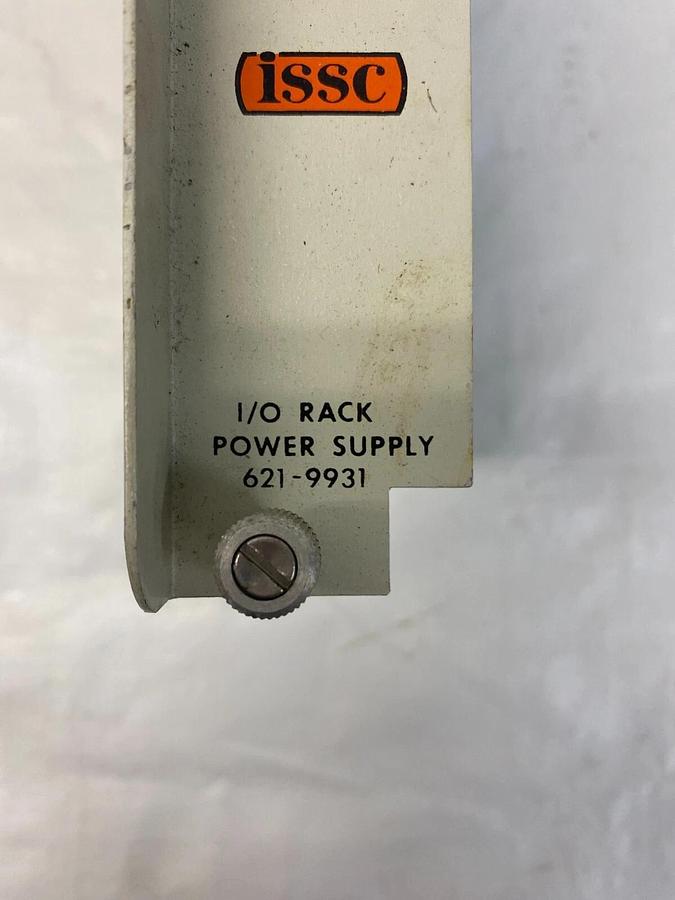 issc
I/O RACK
POWER SUPPLY
621-9931